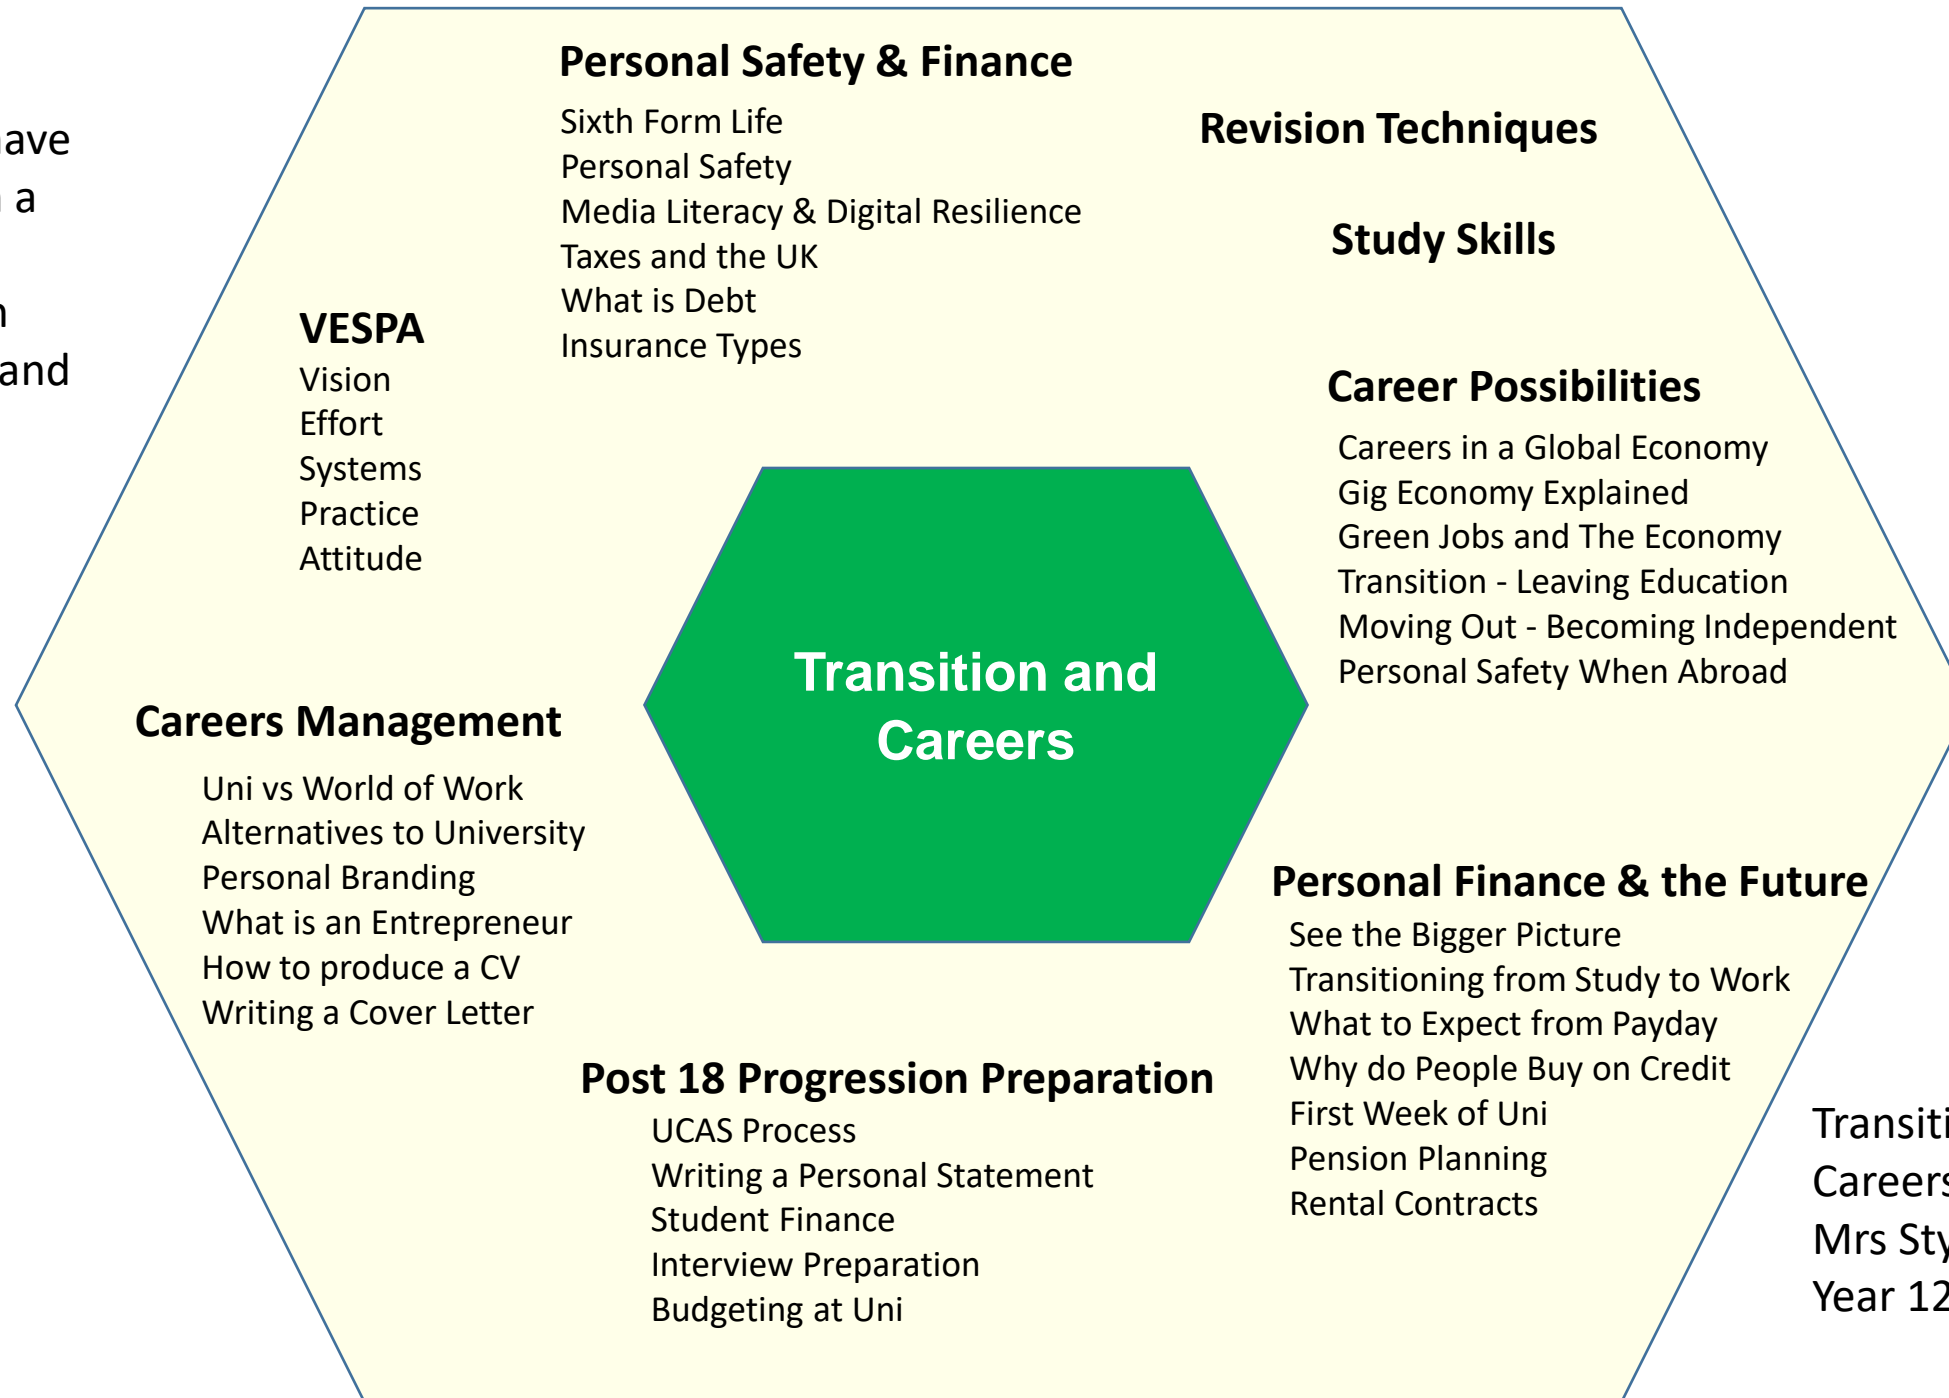 have
a
and
Personal Safety & Finance
Sixth Form Life
Personal Safety
Media Literacy & Digital Resilience
Taxes and the UK
What is Debt
Insurance Types
Revision Techniques
Study Skills
VESPA
Vision
Effort
Systems
Practice
Attitude
Career Possibilities
Careers in a Global Economy
Gig Economy Explained
Green Jobs and The Economy
Transition - Leaving Education
Moving Out - Becoming Independent
Personal Safety When Abroad
Transition and
Careers
Careers Management
Uni vs World of Work
Alternatives to University
Personal Branding
What is an Entrepreneur
How to produce a CV
Writing a Cover Letter
Personal Finance & the Future
See the Bigger Picture
Transitioning from Study to Work
What to Expect from Payday
Why do People Buy on Credit
First Week of Uni
Pension Planning
Rental Contracts
Post 18 Progression Preparation
UCAS Process
Writing a Personal Statement
Student Finance
Interview Preparation
Budgeting at Uni
Careers
Mrs
Year 12